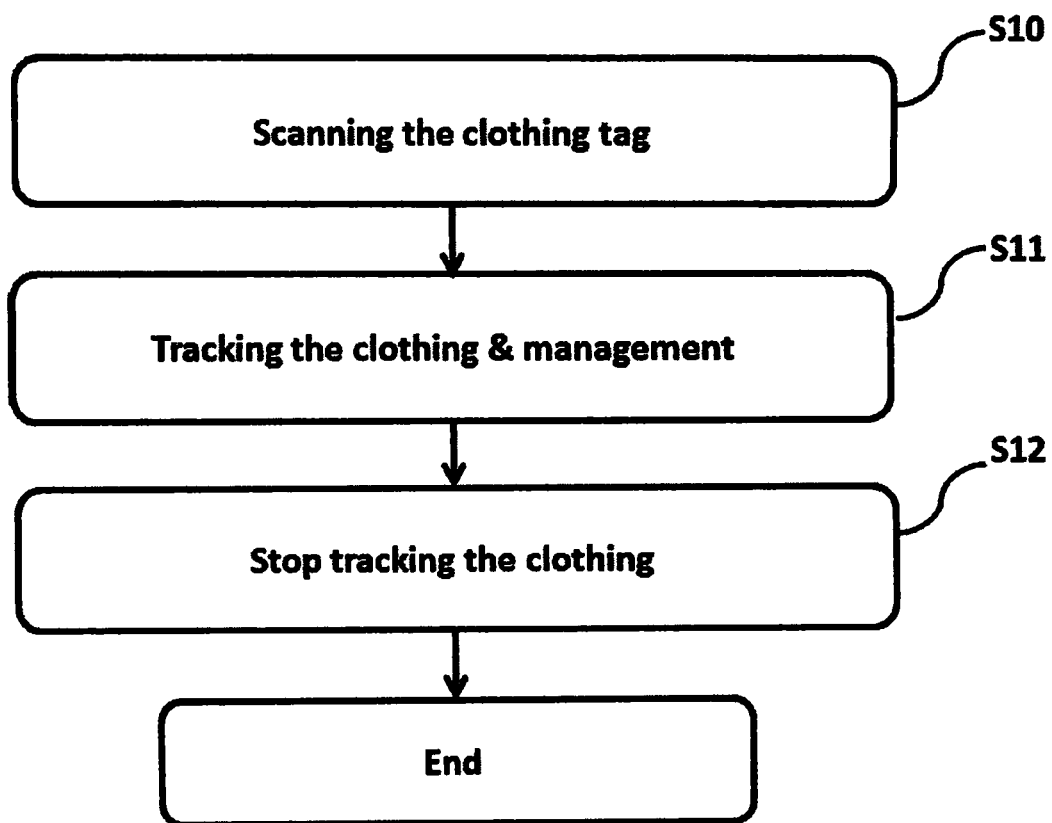 S10
Scanning the clothing tag
S11
Tracking the clothing & management
S12
Stop tracking the clothing
End